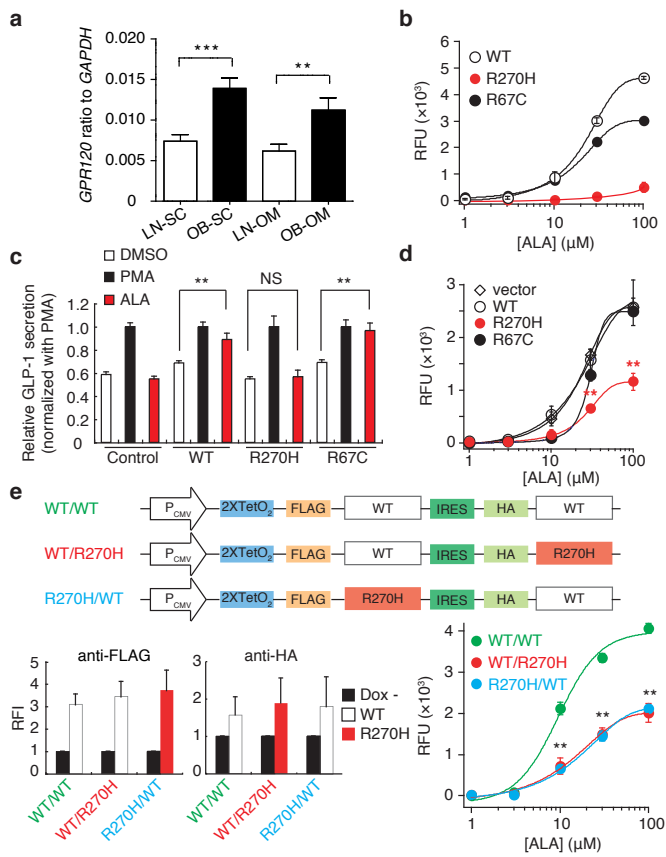 a
GPR120 ratio to GAPDH
0.020
0.015
0.010
0.005
0
***
**
LN-SC
OB-SC
LN-OM
OB-OM
b
RFU (×10³)
6
5
4
3
2
1
0
WT
R270H
R67C
1
10
100
[ALA] (μM)
c
Relative GLP-1 secretion
(normalized with PMA)
DMSO
PMA
ALA
1.2
1.0
0.8
0.6
0.4
0.2
0
**
NS
**
Control
WT
R270H
R67C
d
RFU (×10³)
3
2
1
0
vector
WT
R270H
R67C
**
**
1
10
100
[ALA] (μM)
e
WT/WT
P CMV
2XTetO₂
FLAG
WT
IRES
HA
WT
WT/R270H
P CMV
2XTetO₂
FLAG
WT
IRES
HA
R270H
R270H/WT
P CMV
2XTetO₂
FLAG
R270H
IRES
HA
WT
anti-FLAG
RFI
5
4
3
2
1
0
WT/WT
WT/R270H
R270H/WT
anti-HA
3
2
1
0
WT/WT
WT/R270H
R270H/WT
Dox -
WT
R270H
RFU (×10³)
4
3
2
1
0
WT/WT
WT/R270H
R270H/WT
**
**
**
1
10
100
[ALA] (μM)